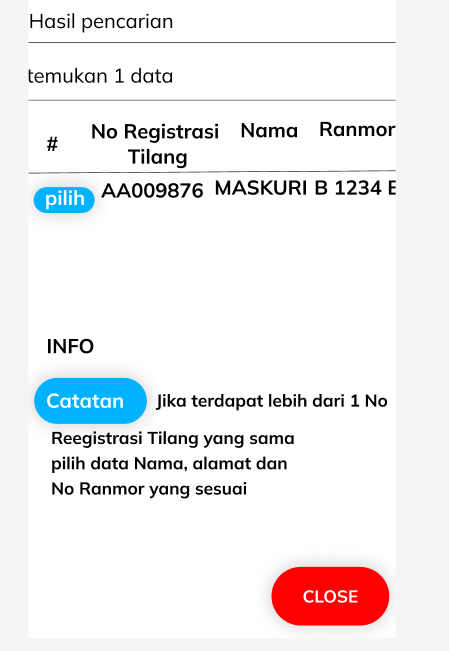 Hasil pencarian
temukan 1 data
# No Registrasi Tilang Nama Ranmor
pilih AA009876 MASKURI B 1234
INFO
Catatan Jika terdapat lebih dari 1 No
Reegistrasi Tilang yang sama
pilih data Nama, alamat dan
No Ranmor yang sesuai
CLOSE